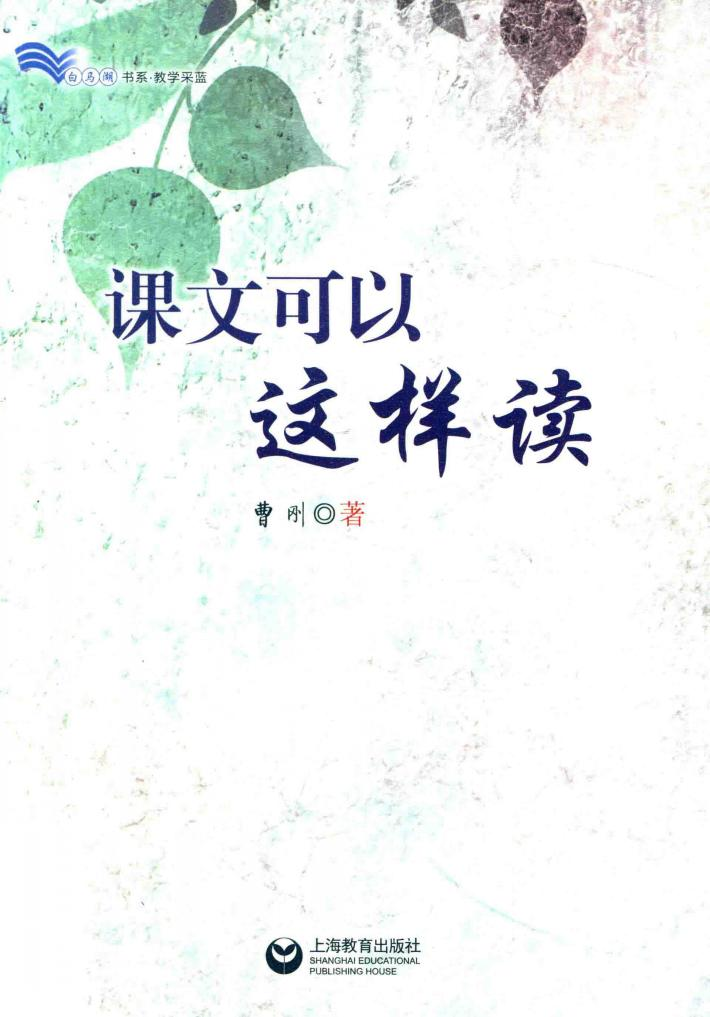 白马湖书系·教学采蓝
课文可以
这样读
曹刚◎著
上海教育出版社
SHANGHAI EDUCATIONAL
PUBLISHING HOUSE